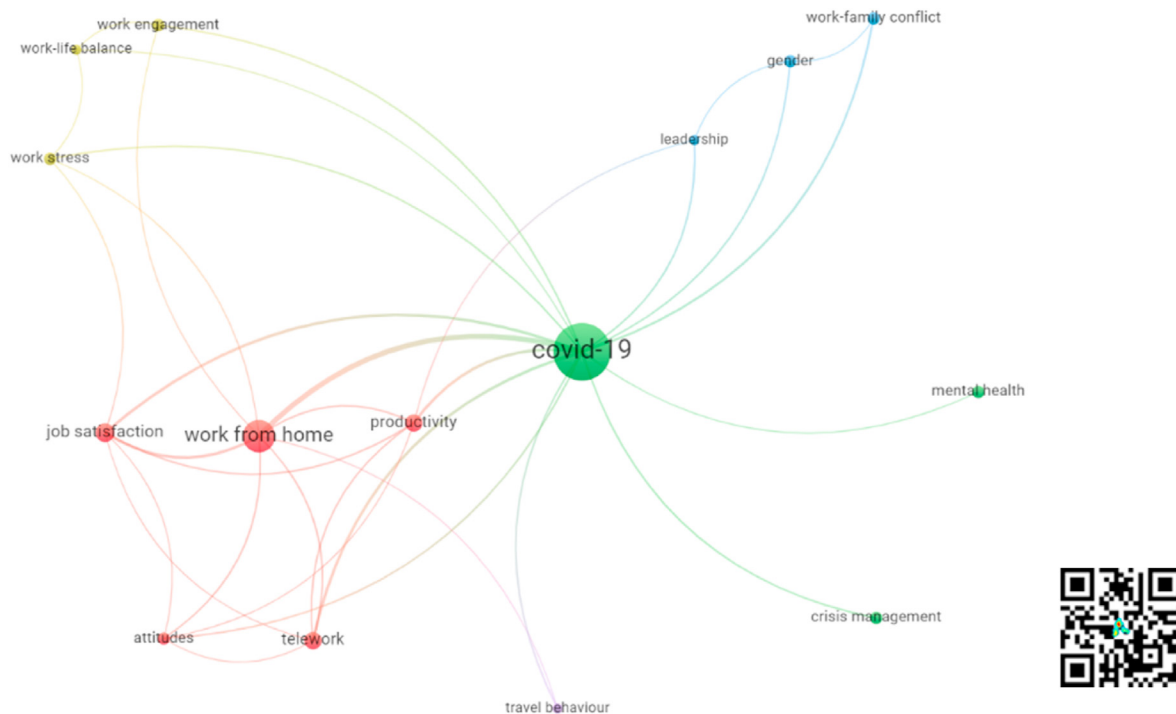 work-family conflict
work engagement
work-life balance
gender
leadership
work stress
covid-19
mental health
productivity
job satisfaction
work from home
crisis management
attitudes
telework
travel behaviour